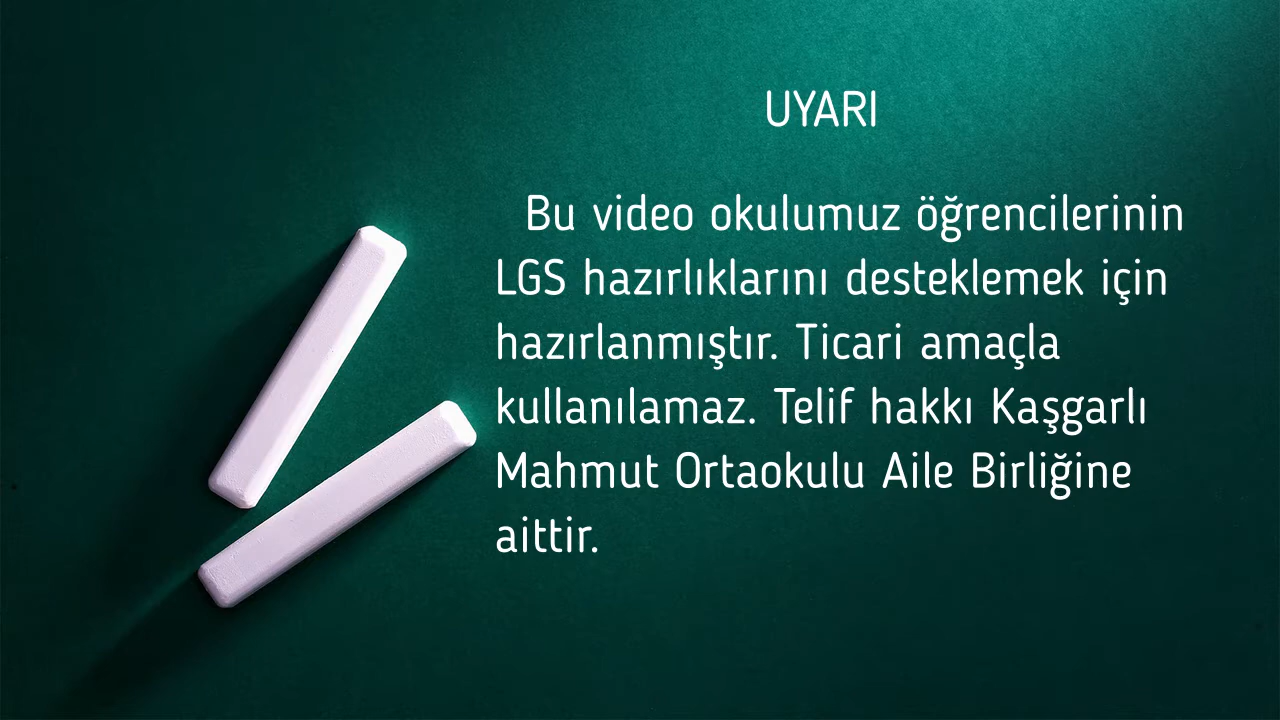 UYARI
Bu video okulumuz öğrencilerinin
LGS hazırlıklarını desteklemek için
hazırlanmıştır. Ticari amaçla
kullanılamaz. Telif hakkı Kaşgarlı
Mahmut Ortaokulu Aile Birliğine
aittir.